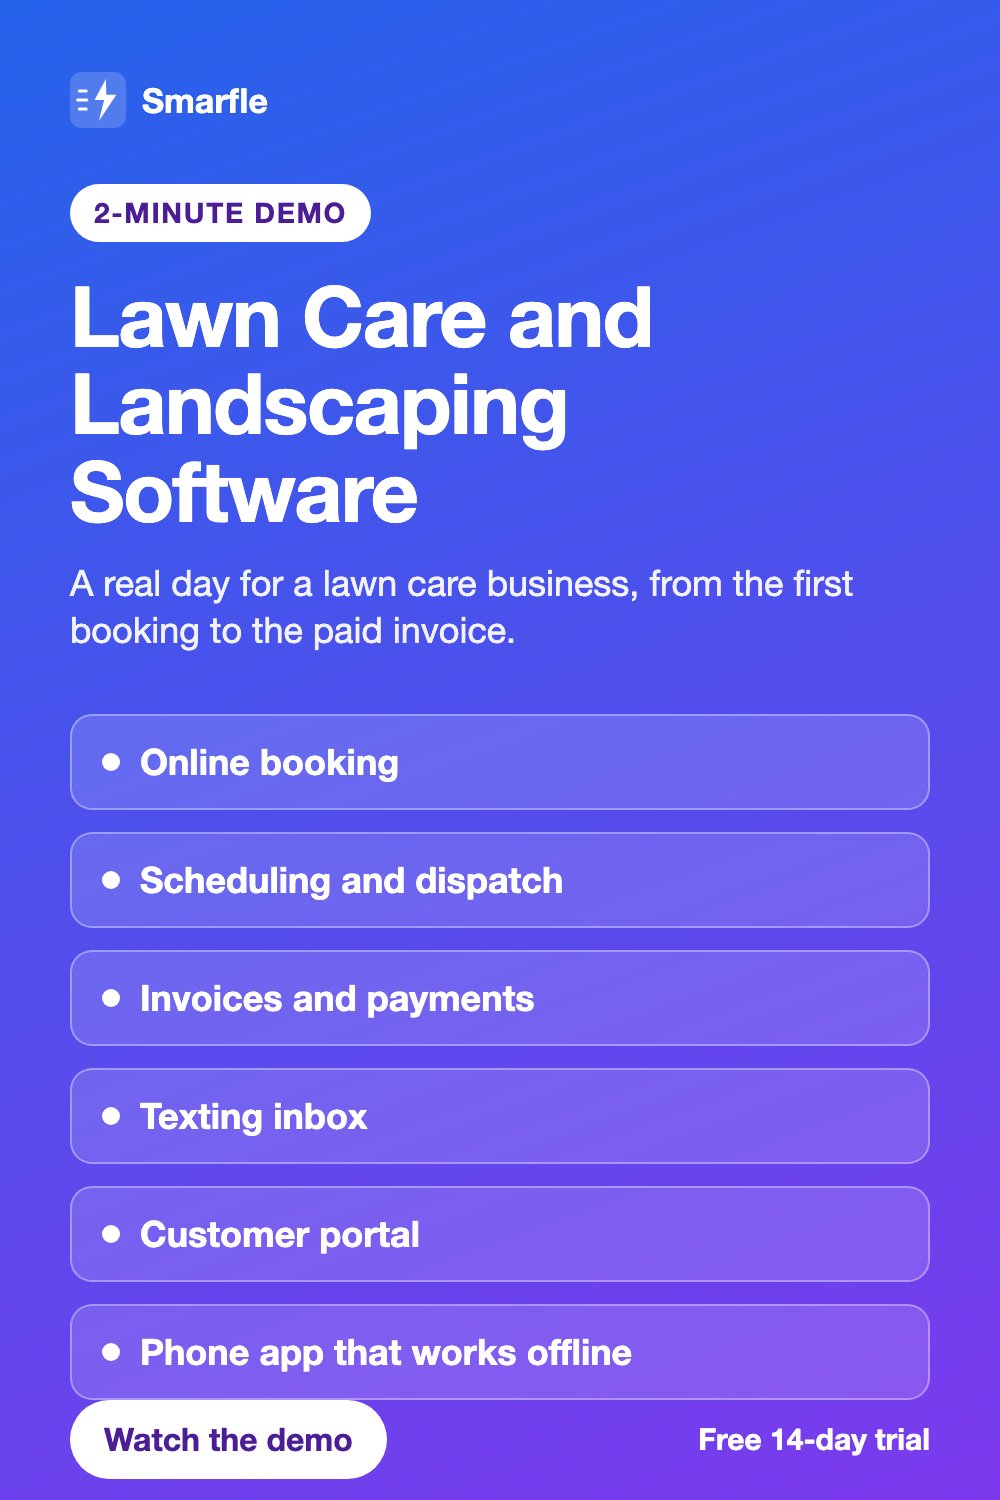 Smarfle
2-MINUTE DEMO
Lawn Care and
Landscaping
Software
A real day for a lawn care business, from the first
booking to the paid invoice.
Online booking
Scheduling and dispatch
Invoices and payments
Texting inbox
Customer portal
Phone app that works offline
Watch the demo
Free 14-day trial